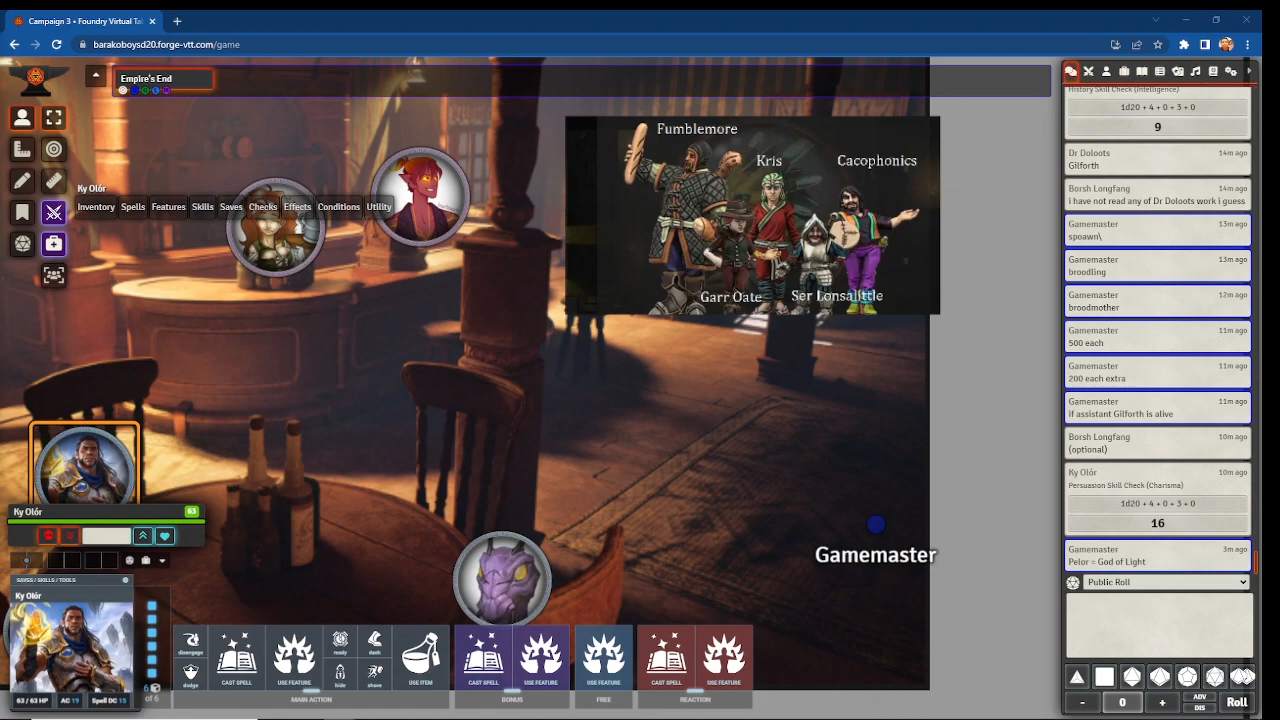 Campaign 3 • Foundry Virtual Ta
barakoboysd20.forge-vtt.com/game
Empire's End
Ky Olór
Inventory Spells Features Skills Saves Checks Effects Conditions Utility
Fumblemore
Kris
Cacophonics
Garr Oate
Ser Lonsalittle
Gamemaster
Ky Olór
63
SAVES / SKILLS / TOOLS
Ky Olór
63 / 63 HP
AC 19
Spell DC 15
6
of 6
disengage
dodge
CAST SPELL
USE FEATURE
ready
hide
dash
shove
USE ITEM
MAIN ACTION
CAST SPELL
USE FEATURE
BONUS
USE FEATURE
FREE
CAST SPELL
USE FEATURE
REACTION
History Skill Check (Intelligence)
1d20 + 4 + 0 + 3 + 0
9
Dr Doloots 14m ago
Gilforth
Borsh Longfang 14m ago
i have not read any of Dr Doloots work i guess
Gamemaster 13m ago
spoawn\
Gamemaster 13m ago
broodling
Gamemaster 12m ago
broodmother
Gamemaster 11m ago
500 each
Gamemaster 11m ago
200 each extra
Gamemaster 11m ago
if assistant Gilforth is alive
Borsh Longfang 10m ago
(optional)
Ky Olór 10m ago
Persuasion Skill Check (Charisma)
1d20 + 4 + 0 + 3 + 0
16
Gamemaster 3m ago
Pelor = God of Light
Public Roll
- 0 + ADV
DIS
Roll